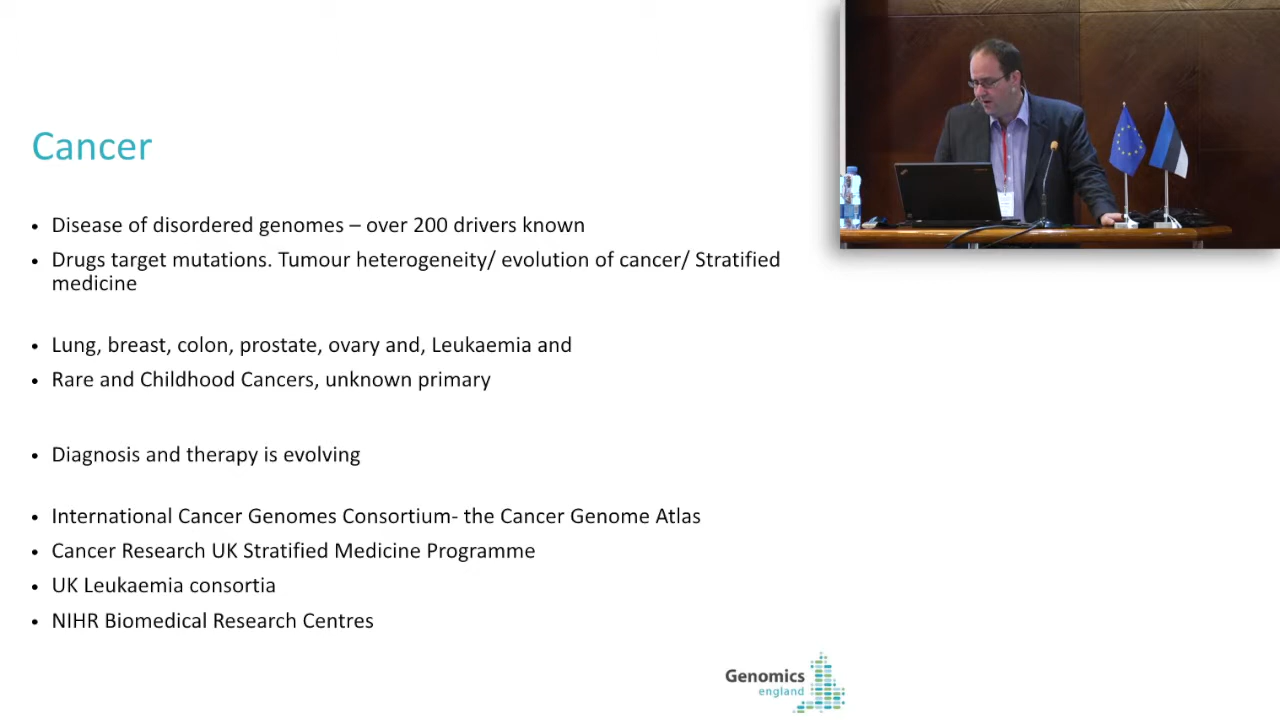 Cancer
• Disease of disordered genomes – over 200 drivers known
• Drugs target mutations. Tumour heterogeneity/ evolution of cancer/ Stratified
medicine
• Lung, breast, colon, prostate, ovary and, Leukaemia and
• Rare and Childhood Cancers, unknown primary
• Diagnosis and therapy is evolving
• International Cancer Genomes Consortium- the Cancer Genome Atlas
• Cancer Research UK Stratified Medicine Programme
• UK Leukaemia consortia
• NIHR Biomedical Research Centres
Genomics
england